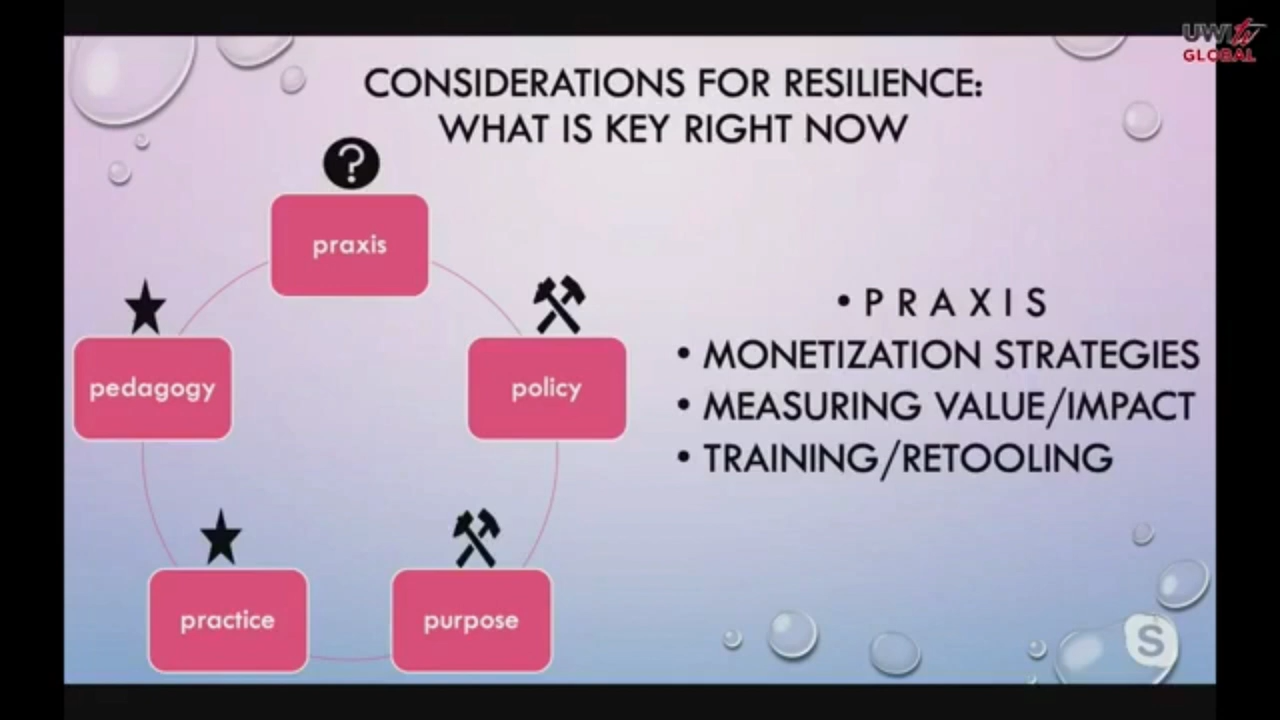 UWItv
GLOBAL
CONSIDERATIONS FOR RESILIENCE:
WHAT IS KEY RIGHT NOW
?
praxis
pedagogy
policy
practice
purpose
• P R A X I S
• MONETIZATION STRATEGIES
• MEASURING VALUE/IMPACT
• TRAINING/RETOOLING
S